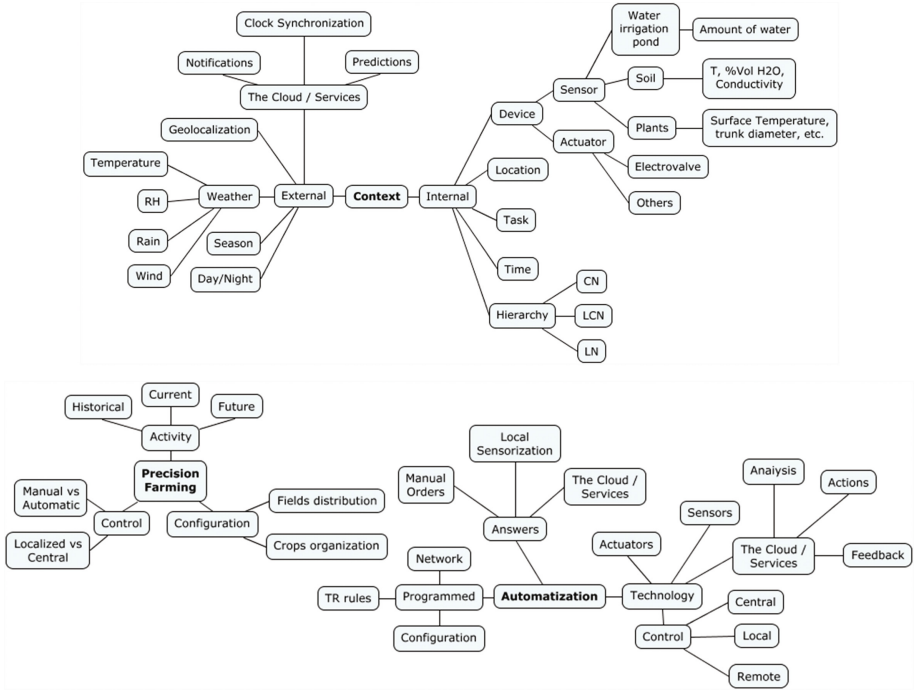 Clock Synchronization
Notifications
Predictions
The Cloud / Services
Geolocalization
Temperature
RH
Rain
Wind
Weather
External
Season
Day/Night
Context
Internal
Device
Sensor
Water
irrigation
pond
Amount of water
Soil
T, %Vol H2O,
Conductivity
Plants
Surface Temperature,
trunk diameter, etc.
Actuator
Electrovalve
Others
Location
Task
Time
Hierarchy
CN
LCN
LN
Historical
Current
Future
Activity
Precision
Farming
Manual vs
Automatic
Control
Localized vs
Central
Configuration
Fields distribution
Crops organization
Local
Sensorization
Manual
Orders
The Cloud /
Services
Answers
Network
TR rules
Programmed
Configuration
Automatization
Technology
Actuators
Sensors
Anaiysis
Actions
The Cloud /
Services
Feedback
Control
Central
Local
Remote